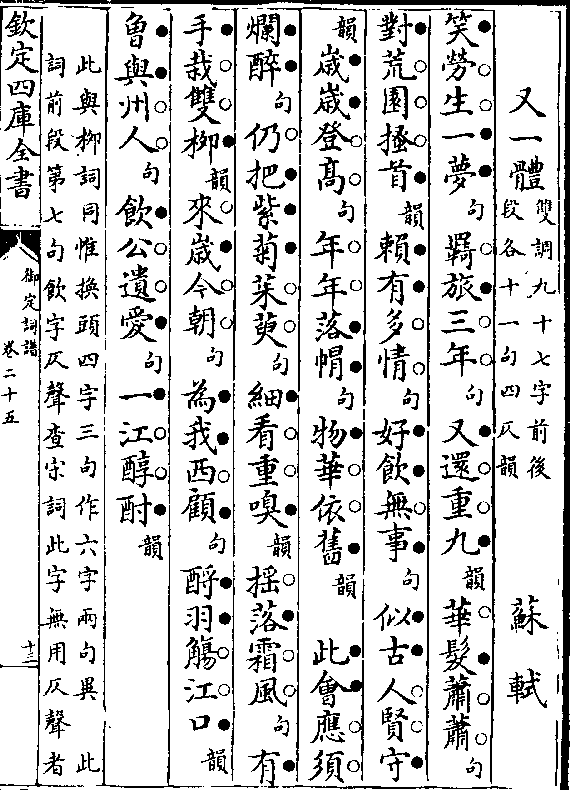 又一體 雙調九十七字前後段各十一句四仄韻 蘇軾
笑勞生一夢句羇旅三年句又還重九韻華髮蕭蕭句
對荒園搔首韻賴有多情句好飲無事句似古人賢守
韻歲歲登高句年年落帽句物華依舊韻 此會應須
爛醉句仍把紫菊茱萸句細看重嗅韻揺落霜風句有
手栽雙柳韻來歲今朝句為我西顧句酹羽觴江口韻
㑹與州人句飲公遺愛句一江醇酎韻
此與栁詞同惟換頭四字三句作六字兩句異 此
詞前段第七句飲字仄聲查宋詞此字無用仄聲者
欽定四庫全書
御定詞譜
卷二十五
十三